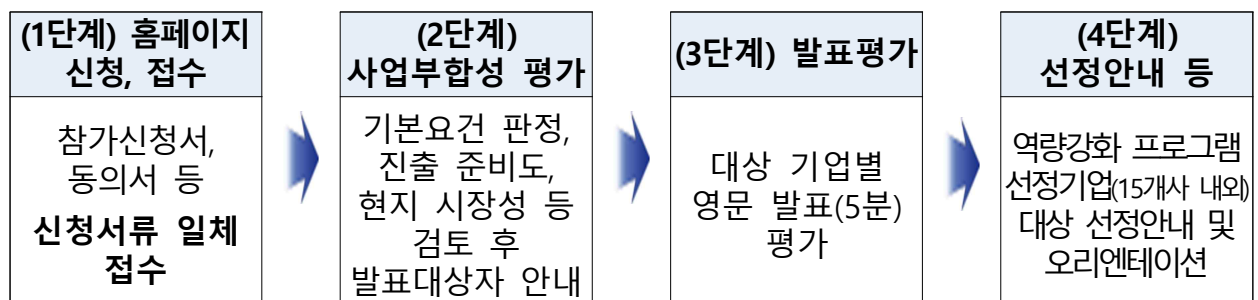 (1단계) 홈페이지
신청, 접수
참가신청서,
동의서 등
신청서류 일체
접수
(2단계)
사업부합성 평가
기본요건 판정,
진출 준비도,
현지 시장성 등
검토 후
발표대상자 안내
(3단계) 발표평가
대상 기업별
영문 발표(5분)
평가
(4단계)
선정안내 등
역량강화 프로그램
선정기업(15개사 내외)
대상 선정안내 및
오리엔테이션